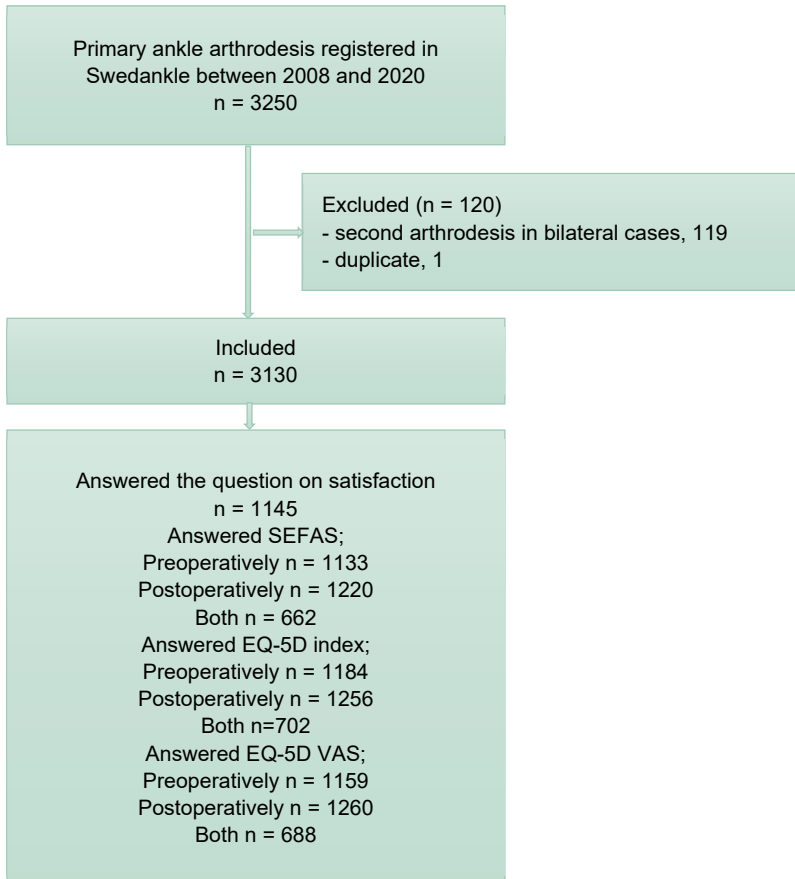 Primary ankle arthrodesis registered in
Swedankle between 2008 and 2020
n = 3250
Excluded (n = 120)
- second arthrodesis in bilateral cases, 119
- duplicate, 1
Included
n = 3130
Answered the question on satisfaction
n = 1145
Answered SEFAS;
Preoperatively n = 1133
Postoperatively n = 1220
Both n = 662
Answered EQ-5D index;
Preoperatively n = 1184
Postoperatively n = 1256
Both n=702
Answered EQ-5D VAS;
Preoperatively n = 1159
Postoperatively n = 1260
Both n = 688